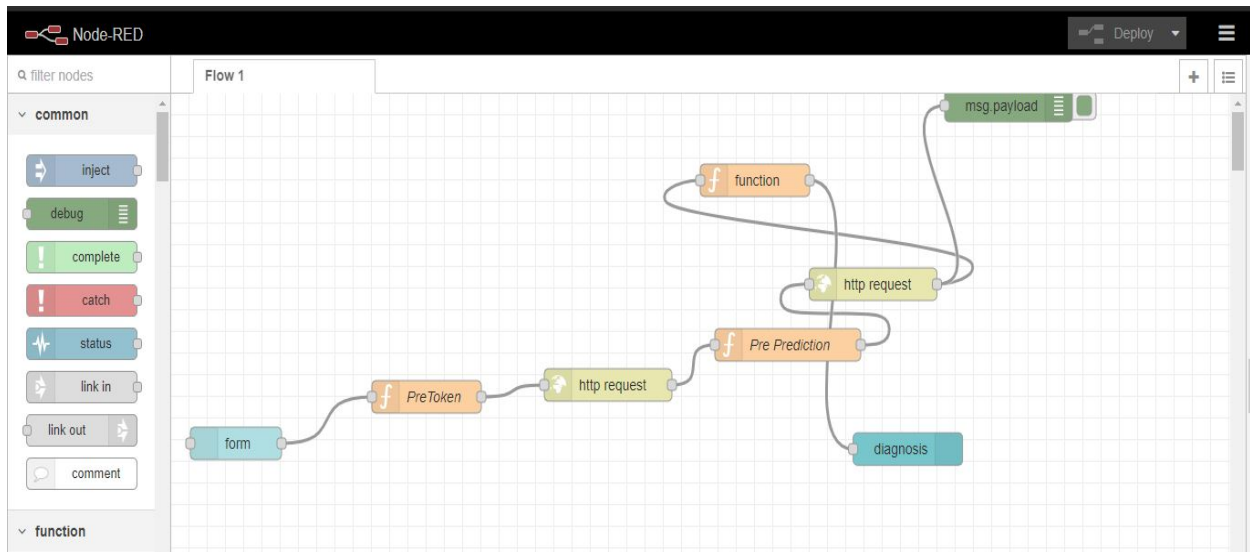 Node-RED
Deploy
filter nodes
Flow 1
common
inject
debug
complete
catch
status
link in
link out
comment
function
msg.payload
function
http request
Pre Prediction
http request
PreToken
form
diagnosis